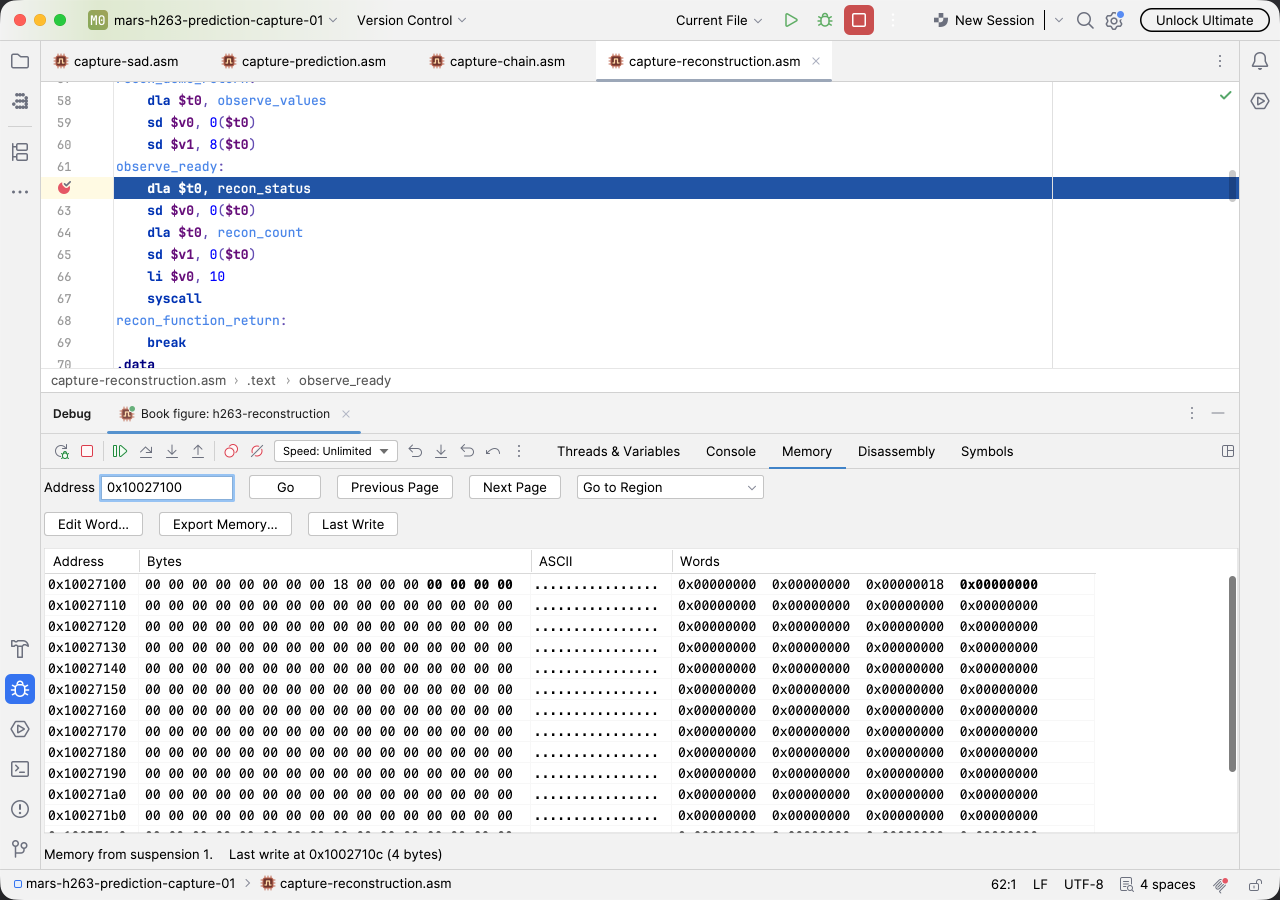 M0 mars-h263-prediction-capture-01 Version Control Current File New Session Unlock Ultimate
capture-sad.asm capture-prediction.asm capture-chain.asm capture-reconstruction.asm
58 dla $t0, observe_values
59 sd $v0, 0($t0)
60 sd $v1, 8($t0)
61 observe_ready:
dla $t0, recon_status
63 sd $v0, 0($t0)
64 dla $t0, recon_count
65 sd $v1, 0($t0)
66 li $v0, 10
67 syscall
68 recon_function_return:
69 break
70 .data
capture-reconstruction.asm › .text › observe_ready
Debug Book figure: h263-reconstruction
Speed: Unlimited Threads & Variables Console Memory Disassembly Symbols
Address 0x10027100 Go Previous Page Next Page Go to Region
Edit Word... Export Memory... Last Write
Address Bytes ASCII Words
0x10027100 00 00 00 00 00 00 00 00 18 00 00 00 00 00 00 00 ................ 0x00000000 0x00000000 0x00000018 0x00000000
0x10027110 00 00 00 00 00 00 00 00 00 00 00 00 00 00 00 00 ................ 0x00000000 0x00000000 0x00000000 0x00000000
0x10027120 00 00 00 00 00 00 00 00 00 00 00 00 00 00 00 00 ................ 0x00000000 0x00000000 0x00000000 0x00000000
0x10027130 00 00 00 00 00 00 00 00 00 00 00 00 00 00 00 00 ................ 0x00000000 0x00000000 0x00000000 0x00000000
0x10027140 00 00 00 00 00 00 00 00 00 00 00 00 00 00 00 00 ................ 0x00000000 0x00000000 0x00000000 0x00000000
0x10027150 00 00 00 00 00 00 00 00 00 00 00 00 00 00 00 00 ................ 0x00000000 0x00000000 0x00000000 0x00000000
0x10027160 00 00 00 00 00 00 00 00 00 00 00 00 00 00 00 00 ................ 0x00000000 0x00000000 0x00000000 0x00000000
0x10027170 00 00 00 00 00 00 00 00 00 00 00 00 00 00 00 00 ................ 0x00000000 0x00000000 0x00000000 0x00000000
0x10027180 00 00 00 00 00 00 00 00 00 00 00 00 00 00 00 00 ................ 0x00000000 0x00000000 0x00000000 0x00000000
0x10027190 00 00 00 00 00 00 00 00 00 00 00 00 00 00 00 00 ................ 0x00000000 0x00000000 0x00000000 0x00000000
0x100271a0 00 00 00 00 00 00 00 00 00 00 00 00 00 00 00 00 ................ 0x00000000 0x00000000 0x00000000 0x00000000
0x100271b0 00 00 00 00 00 00 00 00 00 00 00 00 00 00 00 00 ................ 0x00000000 0x00000000 0x00000000 0x00000000
Memory from suspension 1. Last write at 0x1002710c (4 bytes)
mars-h263-prediction-capture-01 › capture-reconstruction.asm 62:1 LF UTF-8 4 spaces